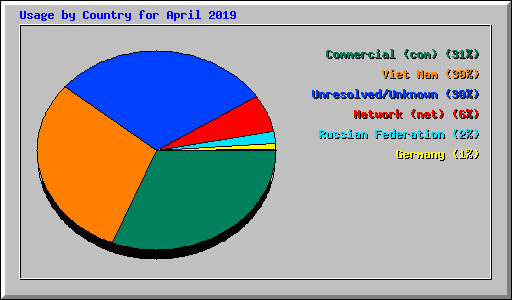 Usage by Country for April 2019
Commercial (com) (31%)
Viet Nam (30%)
Unresolved/Unknown (30%)
Network (net) (6%)
Russian Federation (2%)
Germany (1%)